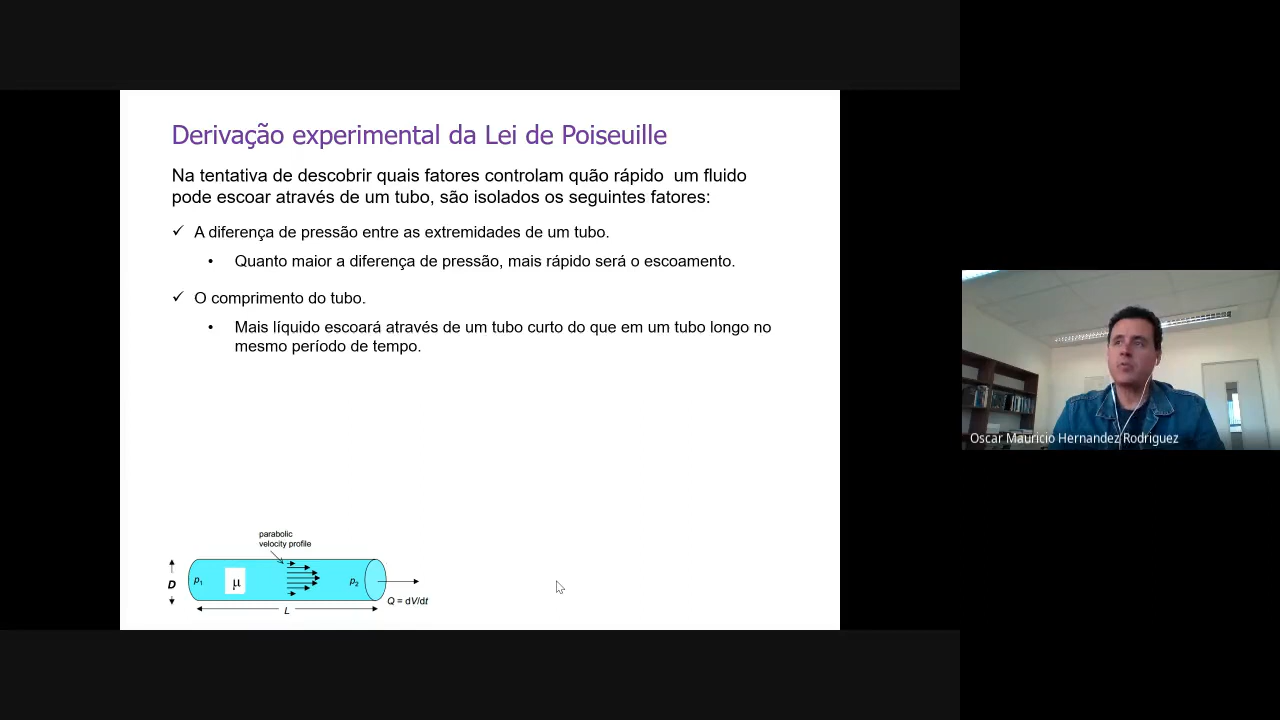 Derivação experimental da Lei de Poiseuille
Na tentativa de descobrir quais fatores controlam quão rápido um fluido
pode escoar através de um tubo, são isolados os seguintes fatores:
✓ A diferença de pressão entre as extremidades de um tubo.
• Quanto maior a diferença de pressão, mais rápido será o escoamento.
✓ O comprimento do tubo.
• Mais líquido escoará através de um tubo curto do que em um tubo longo no
mesmo período de tempo.
parabolic
velocity profile
D
p1
μ
p2
Q = dV/dt
L
Oscar Mauricio Hernandez Rodriguez